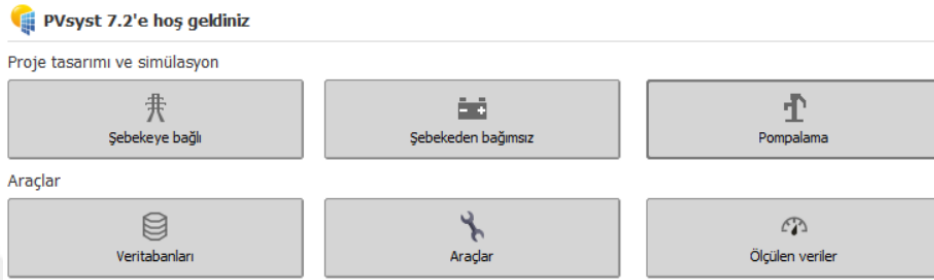 PVsyst 7.2'e hoş geldiniz
Proje tasarımı ve simülasyon
Şebekeye bağlı Şebekeden bağımsız Pompalama
Araçlar
Veritabanları Araçlar Ölçülen veriler